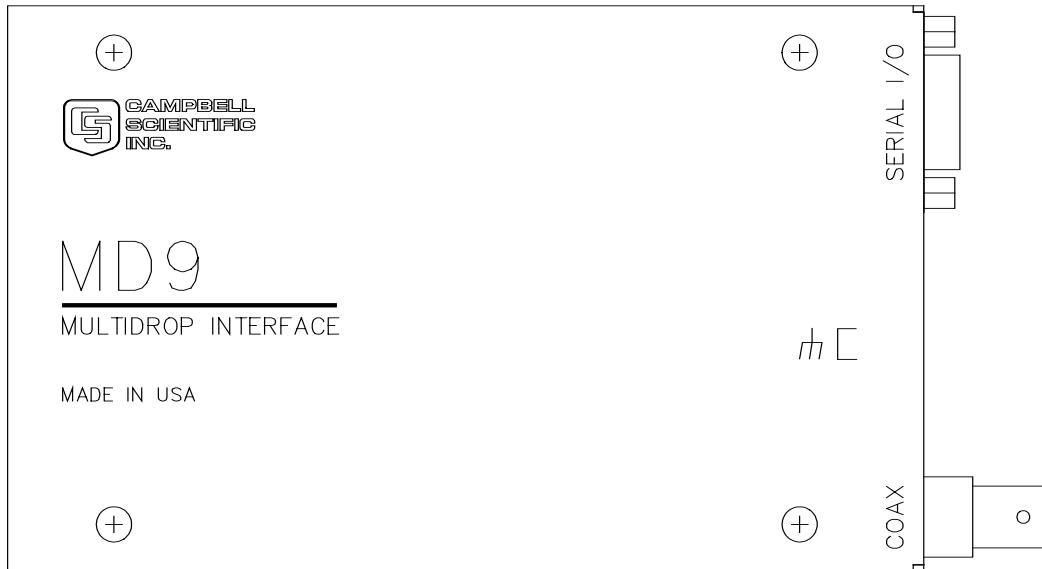 CAMPBELL
SCIENTIFIC
INC.
SERIAL I/O
MD9
MULTIDROP INTERFACE
MADE IN USA
COAX